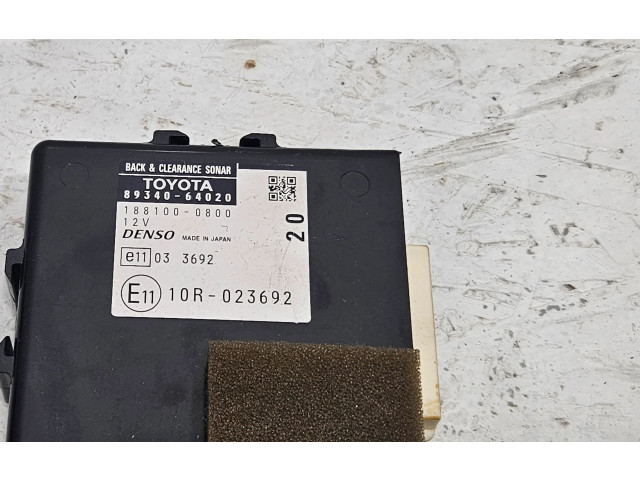 BACK & CLEARANCE SONAR
TOYOTA
89340-64020
188100-0800
12V
DENSO MADE IN JAPAN
e11 03 3692
E11 10R-023692
20